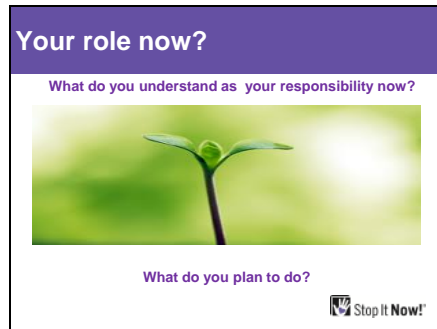 Your role now?
What do you understand as your responsibility now?
What do you plan to do?
Stop It Now!